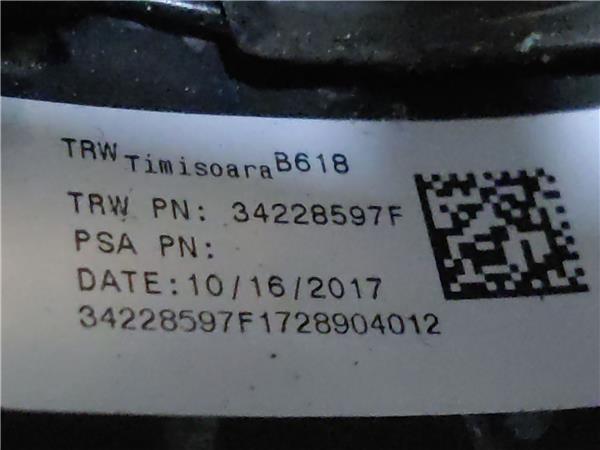 TRW Timisoara B618
TRW PN: 34228597F
PSA PN:
DATE:10/16/2017
34228597F1728904012